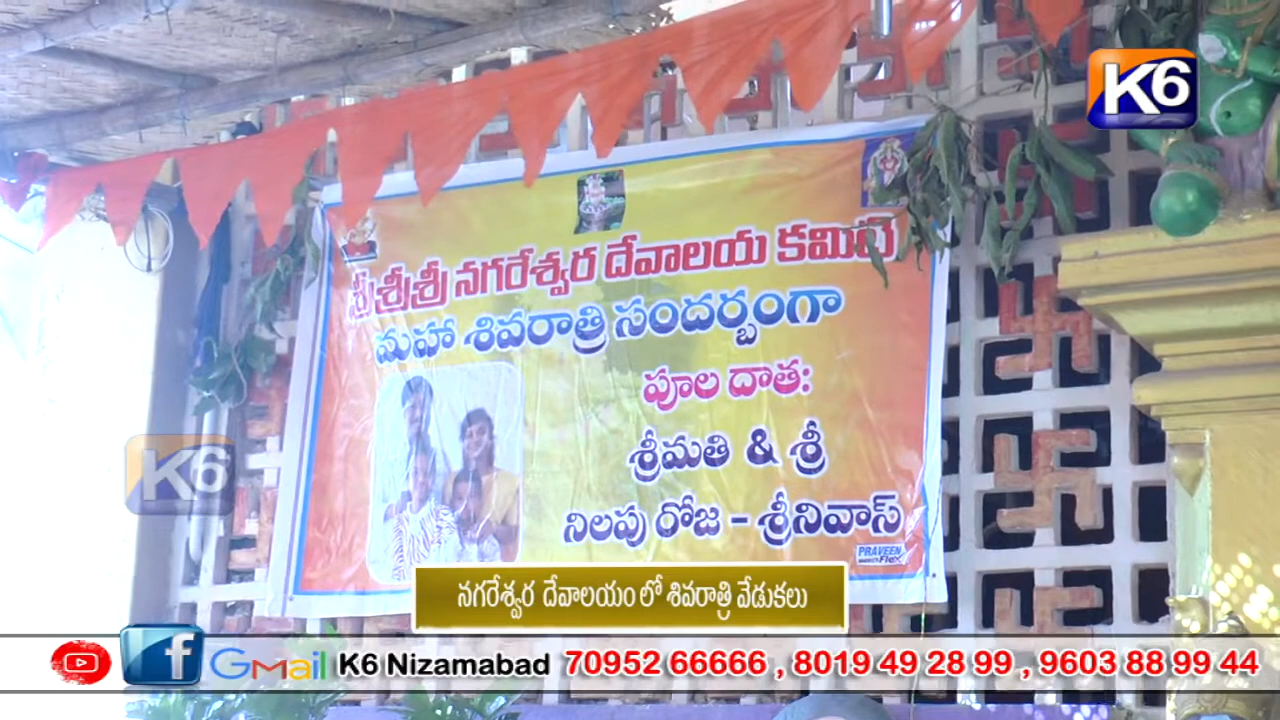 K6
శ్రీశ్రీశ్రీ నగరేశ్వర దేవాలయ కమిటీ
మహా శివరాత్రి సందర్బంగా
పూల దాత:
శ్రీమతి & శ్రీ
నిలపు రోజ - శ్రీనివాస్
PRAVEEN
Flex
K6
నగరేశ్వర దేవాలయం లో శివరాత్రి వేడుకలు
f GMail K6 Nizamabad 70952 66666 , 8019 49 28 99 , 9603 88 99 44